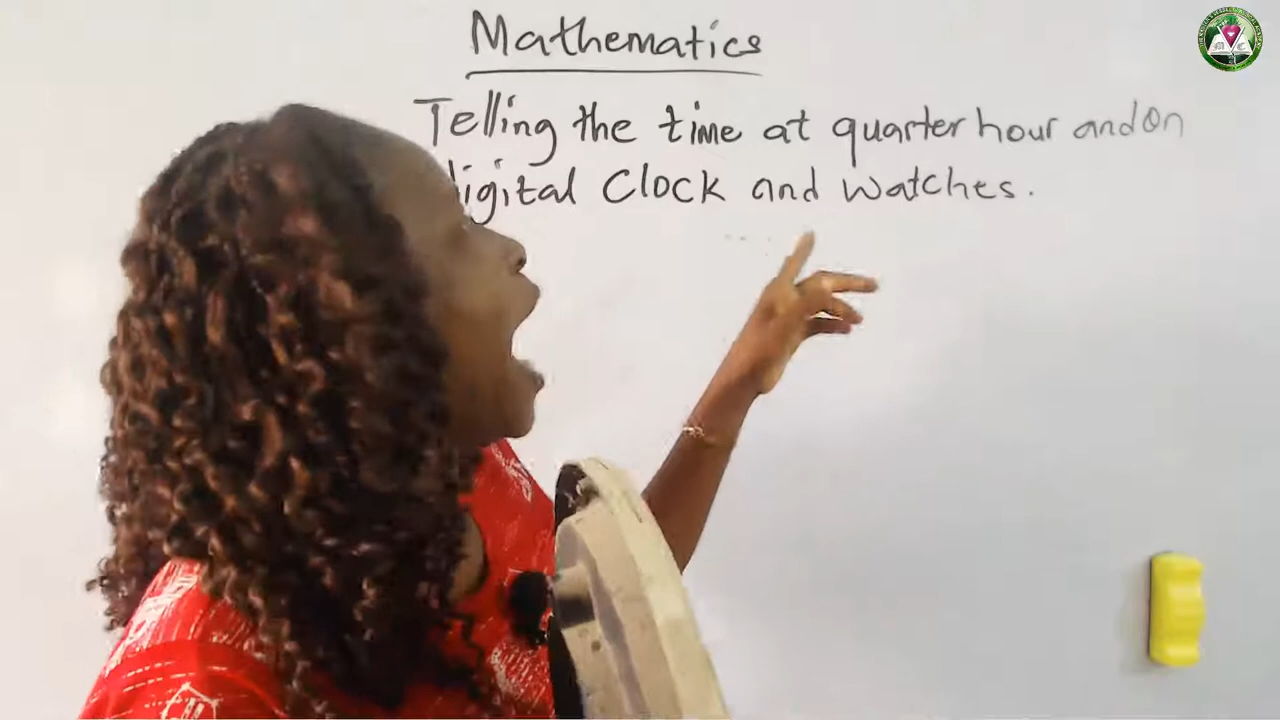 Mathematics
Telling the time at quarter hour and on
digital Clock and watches.